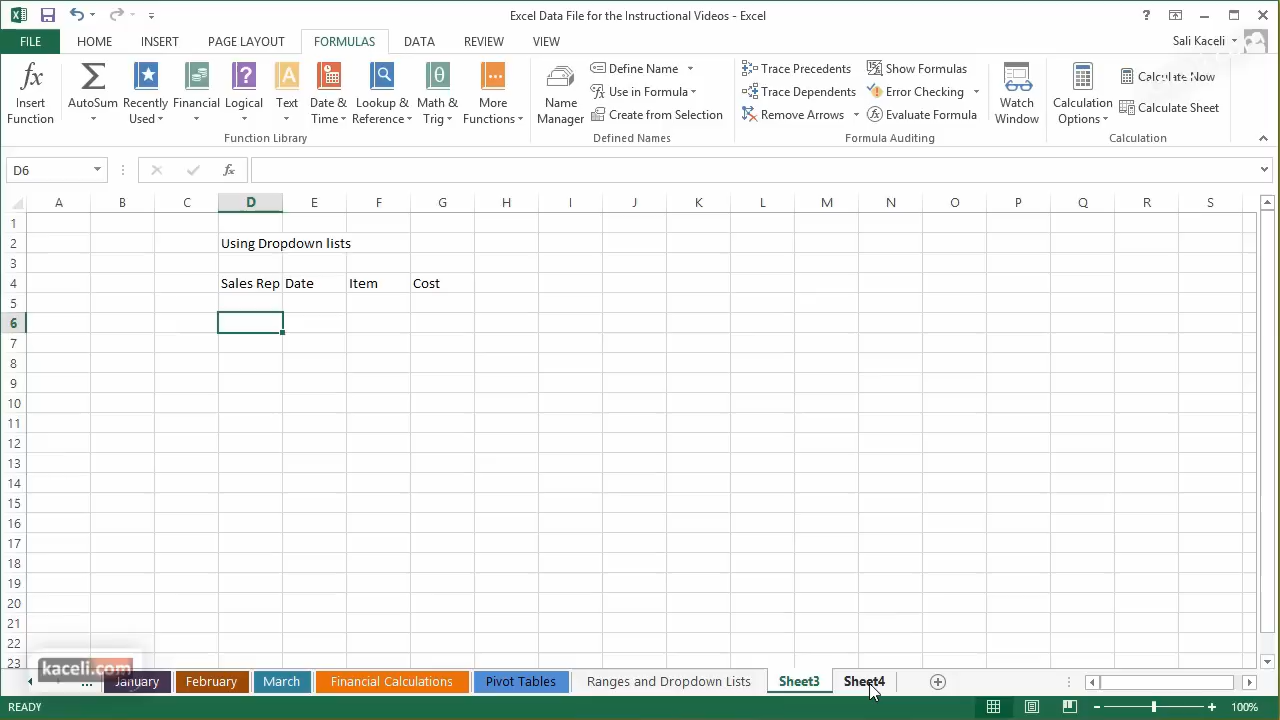 Excel Data File for the Instructional Videos - Excel
FILE HOME INSERT PAGE LAYOUT FORMULAS DATA REVIEW VIEW Sali Kaceli
Insert Function
AutoSum
Recently Used
Financial
Logical
Text
Date & Time
Lookup & Reference
Math & Trig
More Functions
Function Library
Name Manager
Define Name
Use in Formula
Create from Selection
Defined Names
Trace Precedents
Trace Dependents
Remove Arrows
Show Formulas
Error Checking
Evaluate Formula
Formula Auditing
Watch Window
Calculation Options
Calculate Now
Calculate Sheet
Calculation
D6 fx
A B C D E F G H I J K L M N O P Q R S
1
2 Using Dropdown lists
3
4 Sales Rep Date Item Cost
5
6
7
8
9
10
11
12
13
14
15
16
17
18
19
20
21
22
23
kaceli.com
... January February March Financial Calculations Pivot Tables Ranges and Dropdown Lists Sheet3 Sheet4
READY 100%